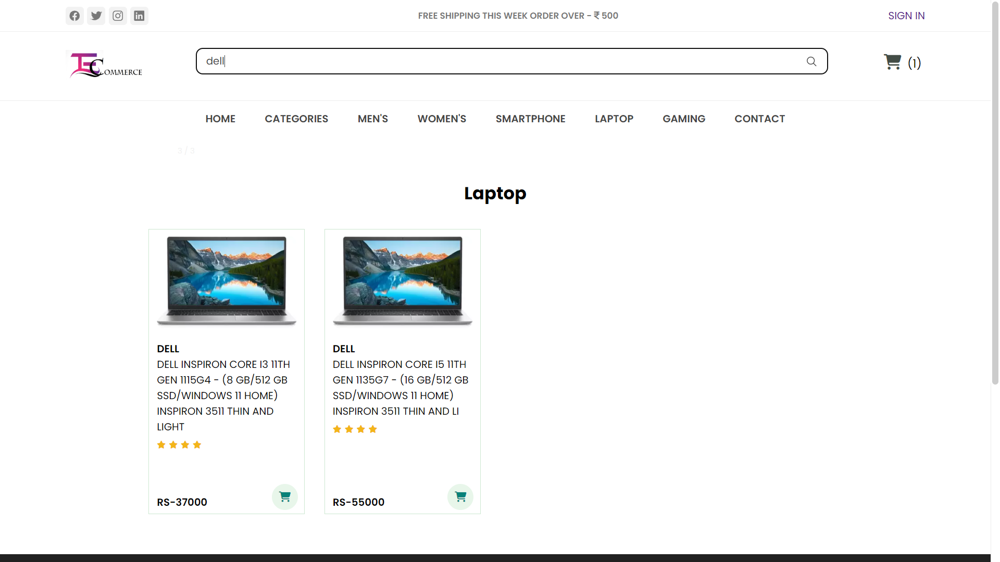 FREE SHIPPING THIS WEEK ORDER OVER - ₹ 500
SIGN IN
EC OMMERCE
dell
(1)
HOME CATEGORIES MEN'S WOMEN'S SMARTPHONE LAPTOP GAMING CONTACT
3 / 3
Laptop
DELL
DELL INSPIRON CORE I3 11TH
GEN 1115G4 - (8 GB/512 GB
SSD/WINDOWS 11 HOME)
INSPIRON 3511 THIN AND
LIGHT
RS-37000
DELL
DELL INSPIRON CORE I5 11TH
GEN 1135G7 - (16 GB/512 GB
SSD/WINDOWS 11 HOME)
INSPIRON 3511 THIN AND LI
RS-55000